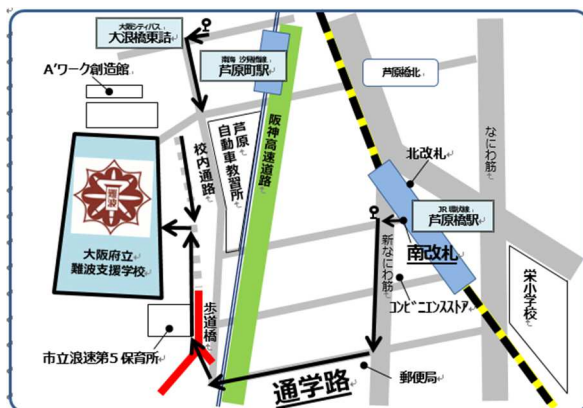 大阪シティバス
大浪橋東詰
南海 汐見橋線
芦原町駅
芦原橋北
A'ワーク創造館
芦原
自動車教習所
阪神高速道路
校内通路
なにわ筋
北改札
JR 環状線
芦原橋駅
南改札
新なにわ筋
難波
大阪府立
難波支援学校
コンビニエンスストア
栄小学校
歩道橋
市立浪速第5保育所
通学路
郵便局